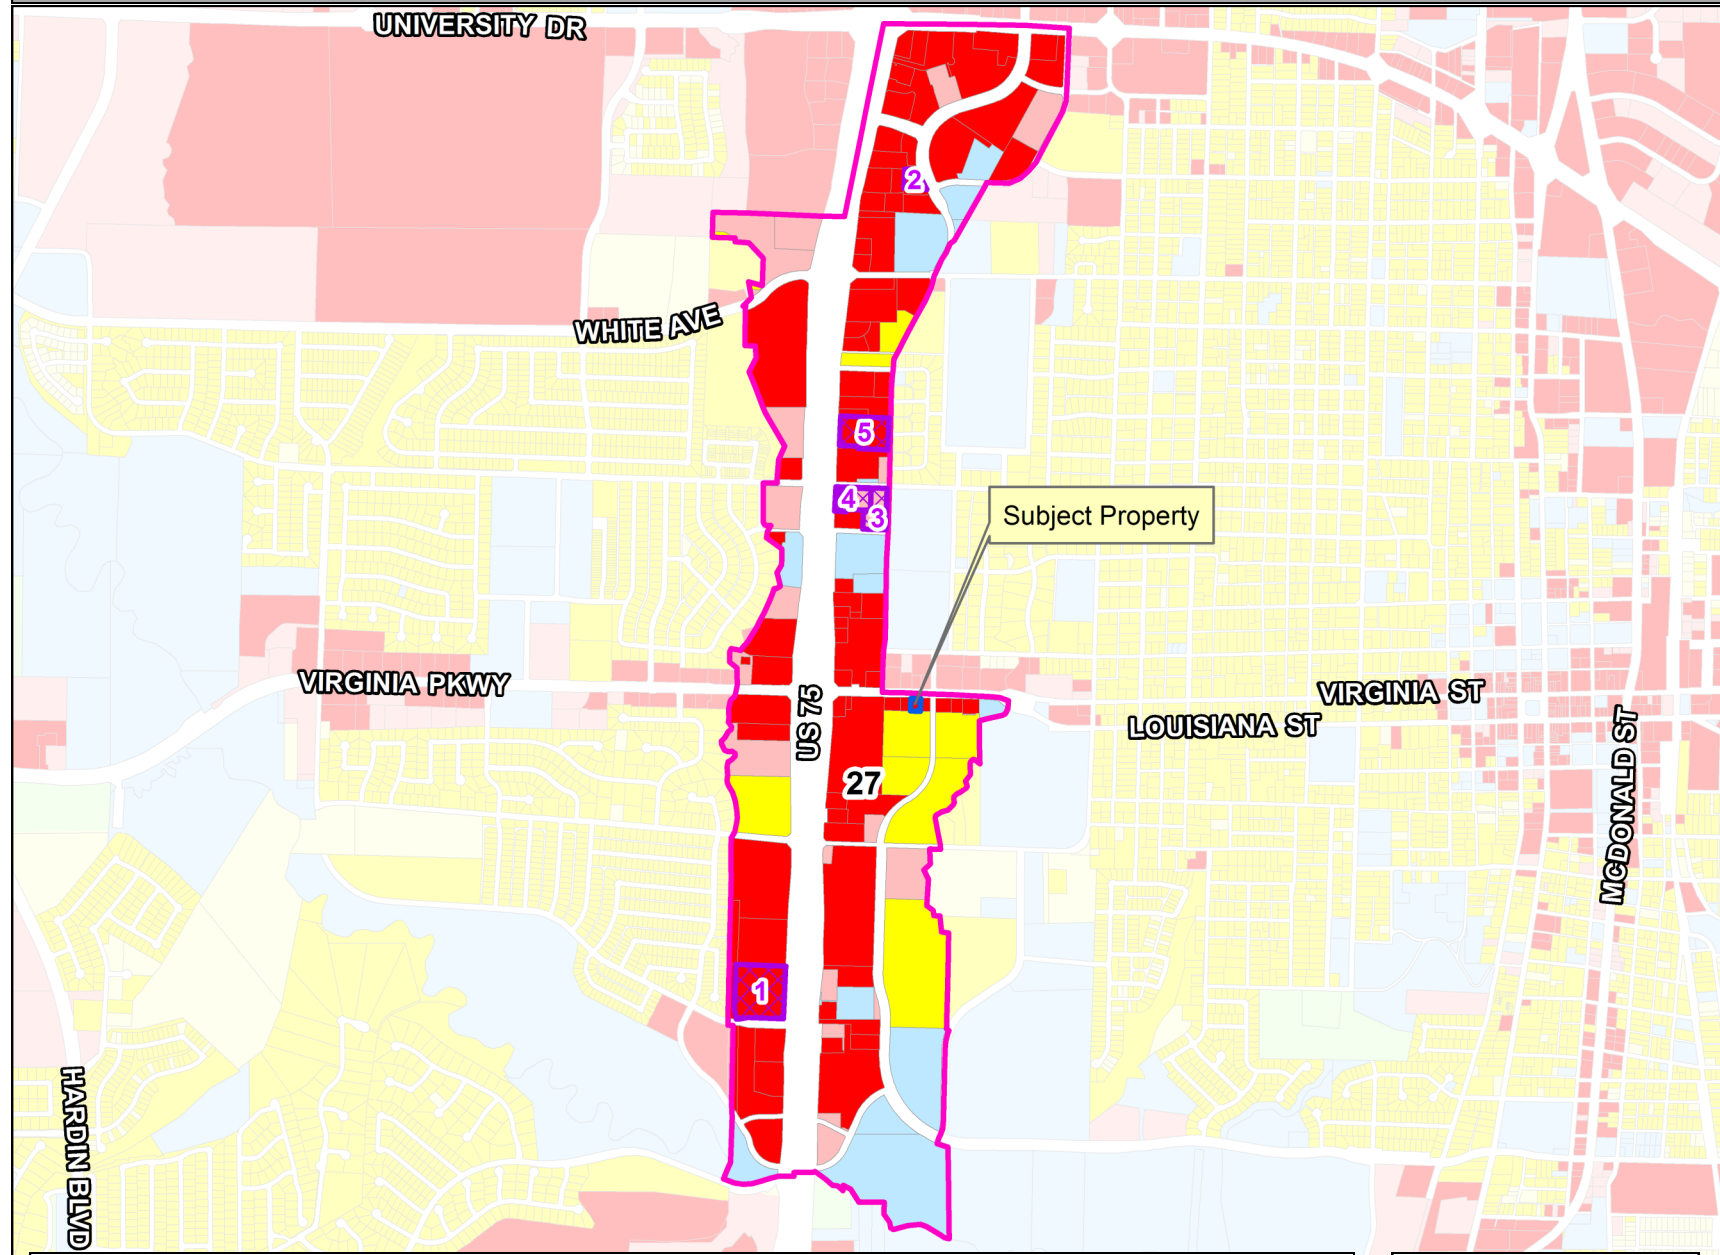 UNIVERSITY DR
2
WHITE AVE
5
4
3
Subject Property
VIRGINIA PKWY
US 75
VIRGINIA ST
LOUISIANA ST
27
MCDONALD ST
1
HARDIN BLVD